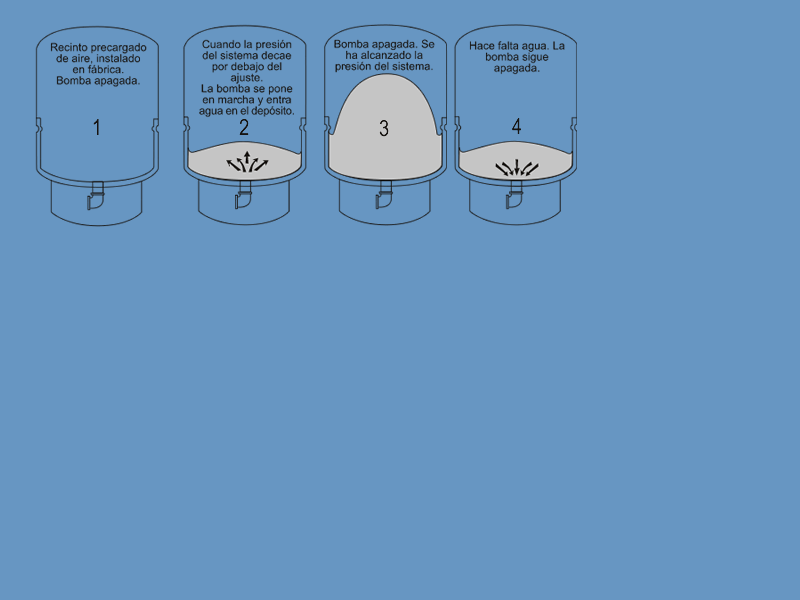 Recinto precargado
de aire, instalado
en fábrica.
Bomba apagada.
1
Cuando la presión
del sistema decae
por debajo del
ajuste.
La bomba se pone
en marcha y entra
agua en el depósito.
2
Bomba apagada. Se
ha alcanzado la
presión del sistema.
3
Hace falta agua. La
bomba sigue
apagada.
4